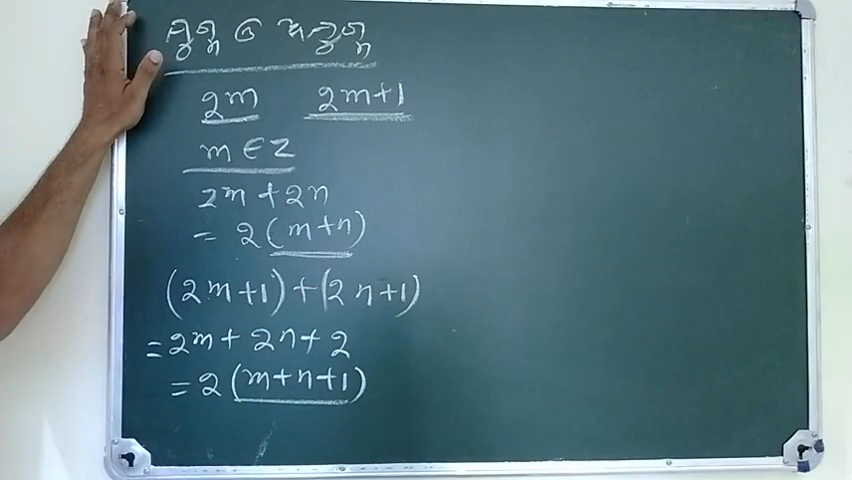 ଯୁଗ୍ମ ଓ ଅଯୁଗ୍ମ
2m 2m+1
m ∈ Z
2m + 2n
= 2 (m+n)
(2m+1) + (2n+1)
= 2m + 2n + 2
= 2 (m+n+1)